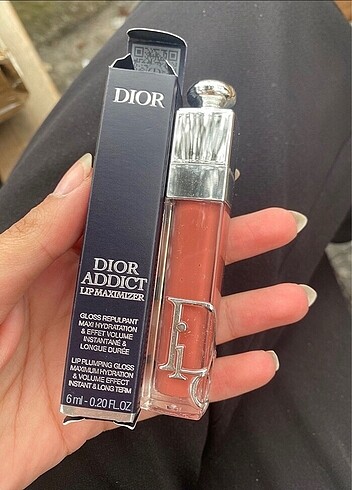 DIOR
DIOR
ADDICT
LIP MAXIMIZER
GLOSS REPULPANT
MAXI HYDRATATION
& EFFET VOLUME
INSTANTANÉ &
LONGUE DURÉE
LIP PLUMPING GLOSS
MAXIMUM HYDRATION
& VOLUME EFFECT
INSTANT & LONG TERM
6 ml - 0.20 FL.OZ